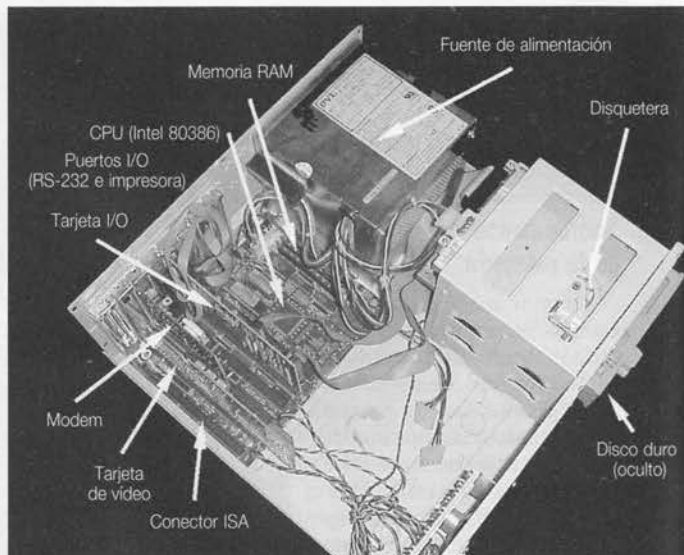 Fuente de alimentación
Memoria RAM
Disquetera
CPU (Intel 80386)
Puertos I/O
(RS-232 e impresora)
Tarjeta I/O
Modem
Disco duro
(oculto)
Tarjeta
de video
Conector ISA